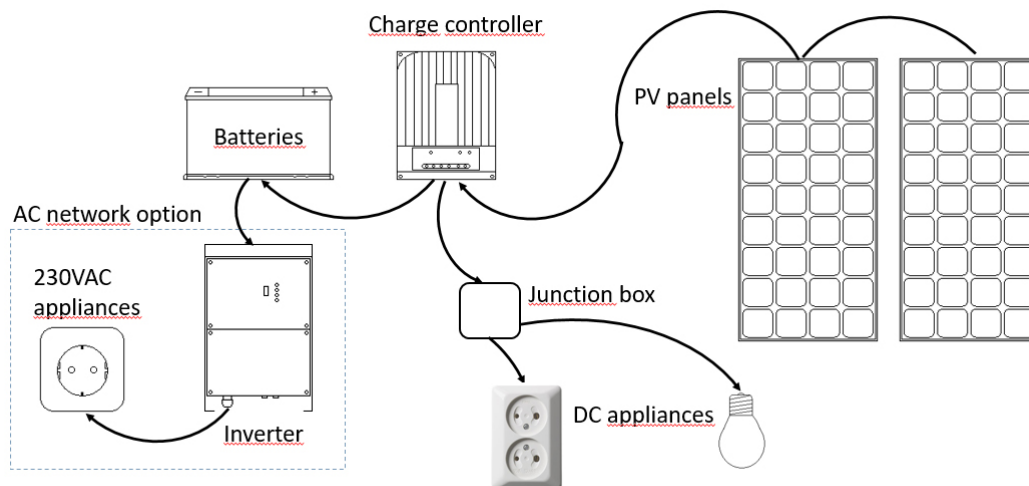 Charge controller
PV panels
− +
Batteries
AC network option
230VAC
appliances
Junction box
DC appliances
Inverter